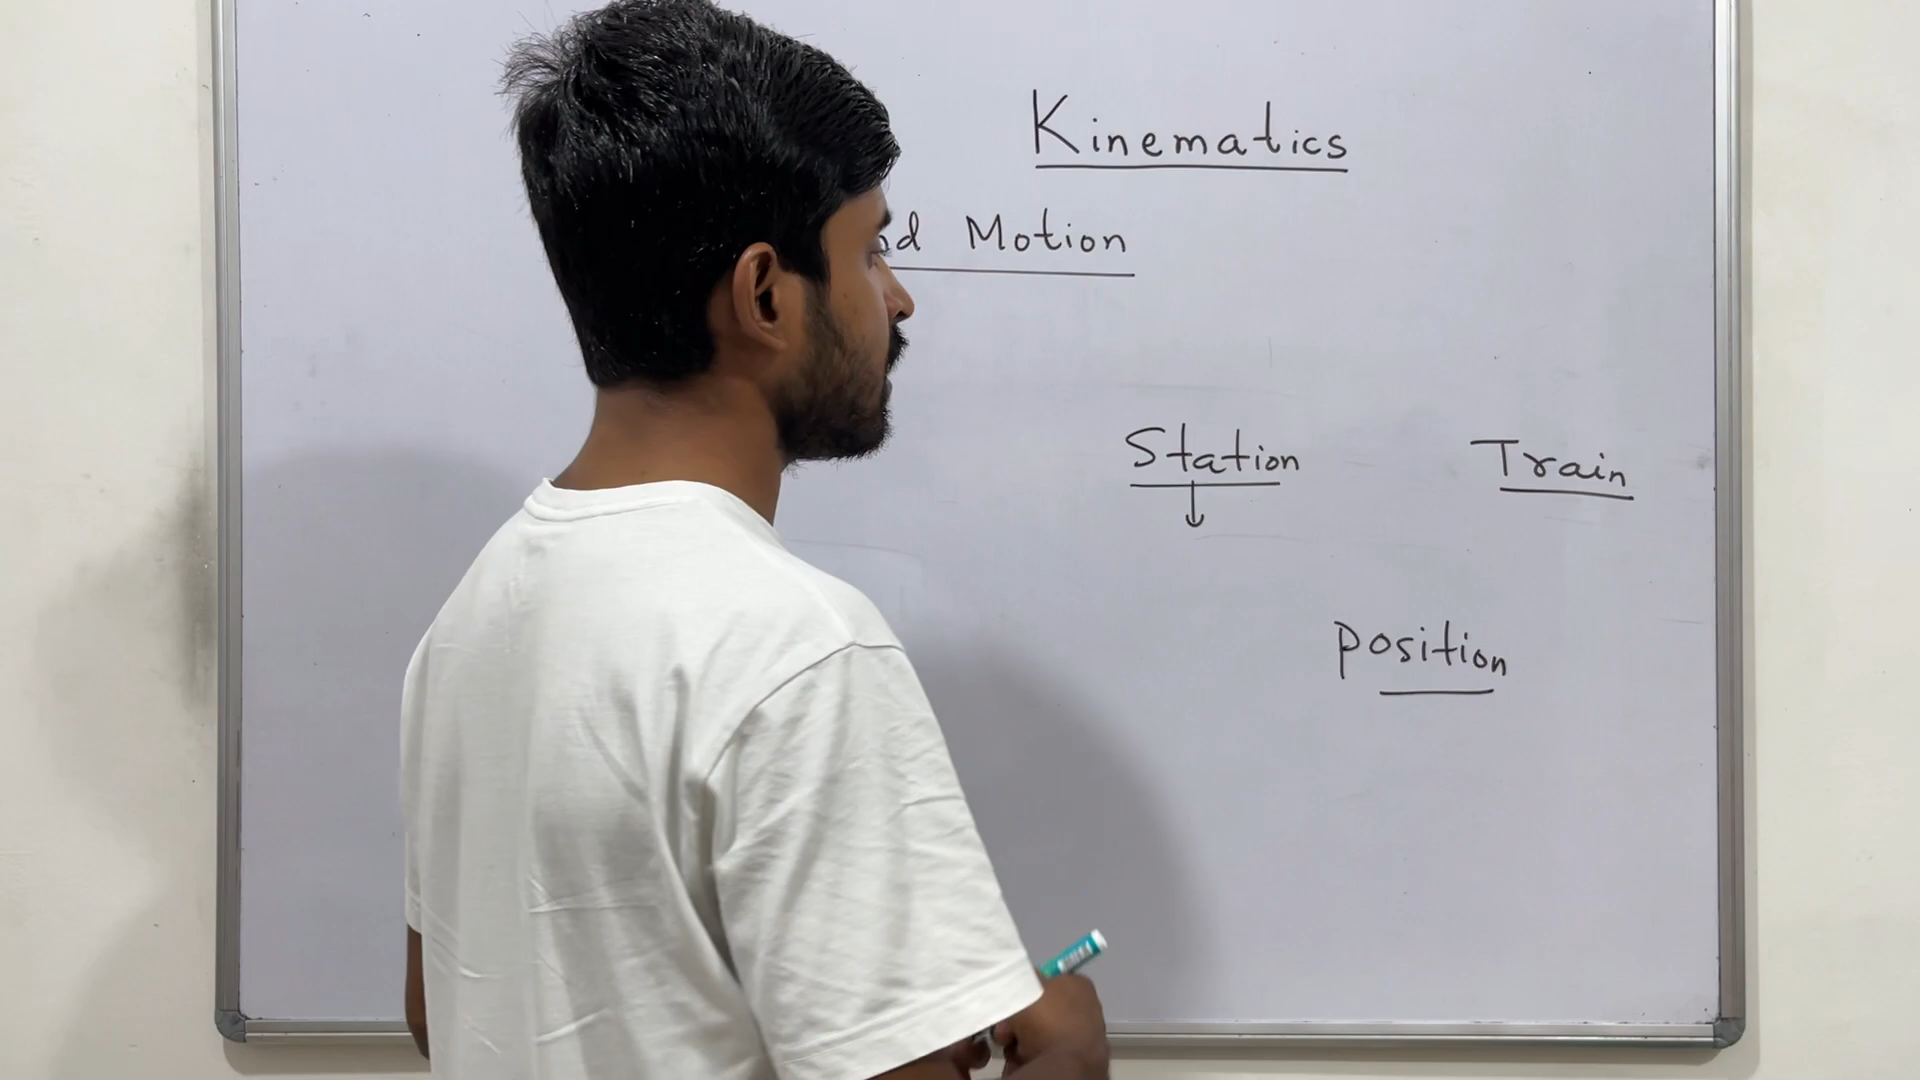 Kinematics
Motion
Station Train
↓
position